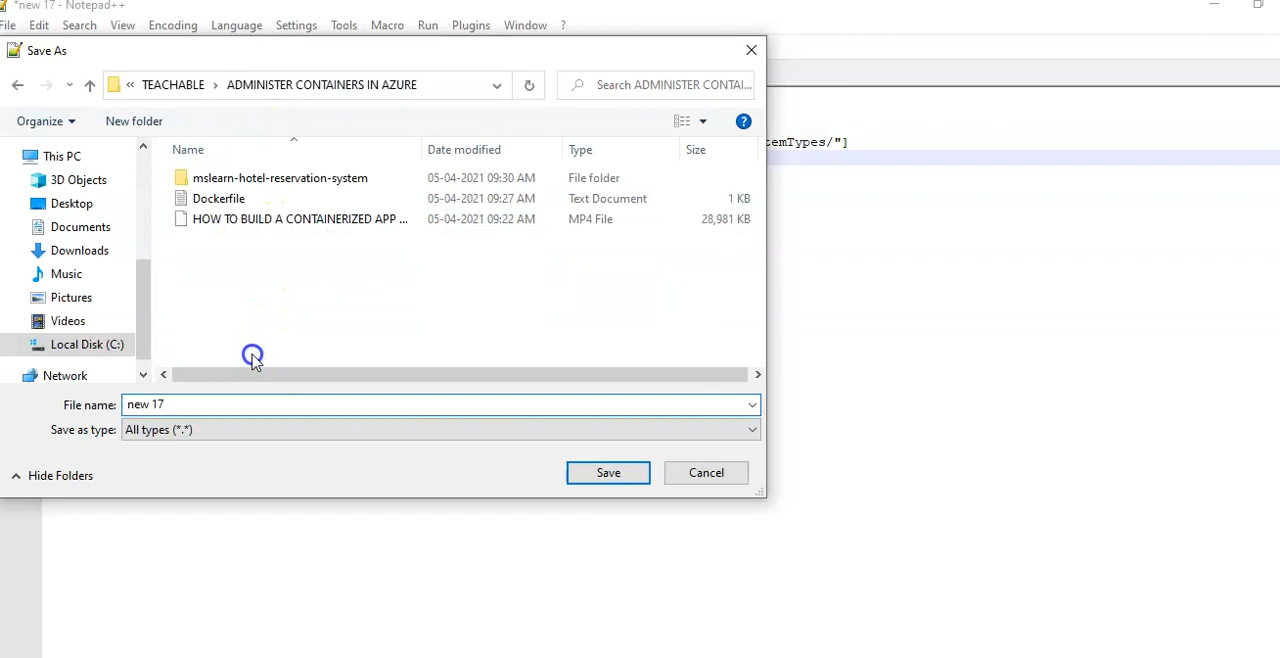 *new 17 - Notepad++
File Edit Search View Encoding Language Settings Tools Macro Run Plugins Window ?
Save As
« TEACHABLE › ADMINISTER CONTAINERS IN AZURE Search ADMINISTER CONTAI...
Organize New folder
Name Date modified Type Size
This PC
3D Objects
Desktop
Documents
Downloads
Music
Pictures
Videos
Local Disk (C:)
Network
mslearn-hotel-reservation-system 05-04-2021 09:30 AM File folder
Dockerfile 05-04-2021 09:27 AM Text Document 1 KB
HOW TO BUILD A CONTAINERIZED APP ... 05-04-2021 09:22 AM MP4 File 28,981 KB
emTypes/"]
File name: new 17
Save as type: All types (*.*)
Hide Folders Save Cancel